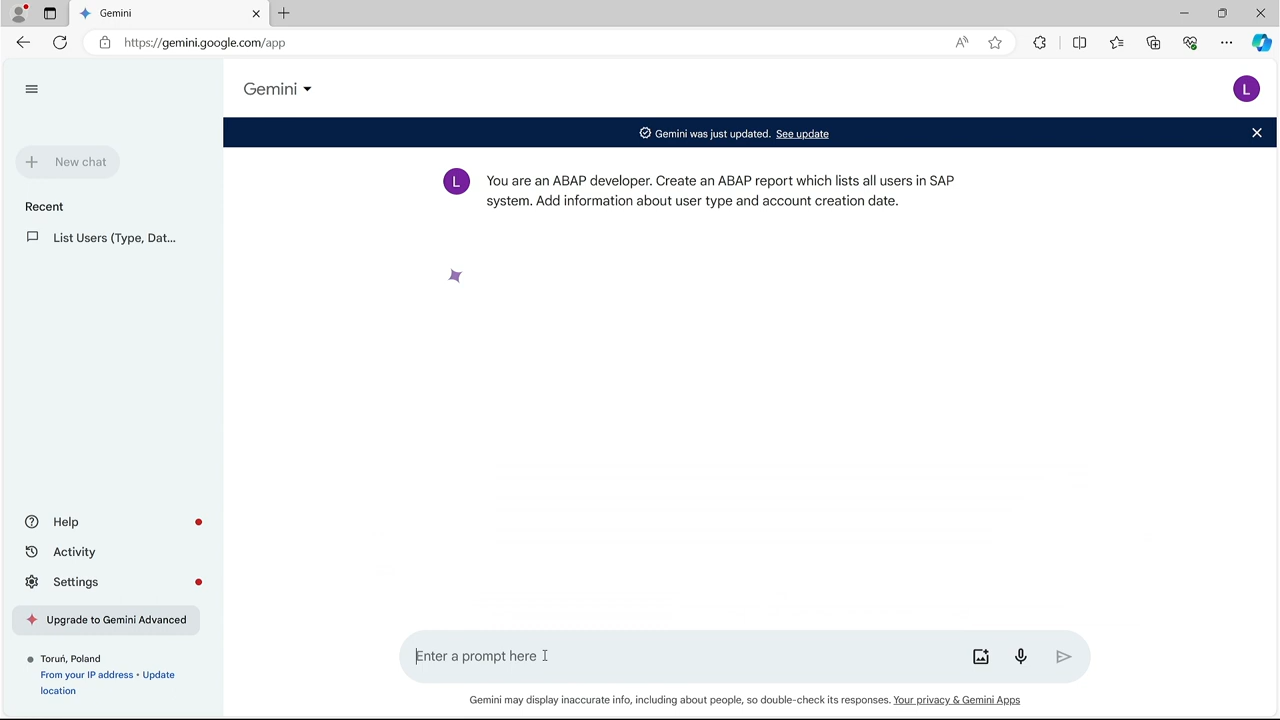 Gemini
https://gemini.google.com/app
Gemini
L
Gemini was just updated. See update
New chat
Recent
List Users (Type, Dat...
L
You are an ABAP developer. Create an ABAP report which lists all users in SAP
system. Add information about user type and account creation date.
Help
Activity
Settings
Upgrade to Gemini Advanced
Toruń, Poland
From your IP address • Update
location
Enter a prompt here
Gemini may display inaccurate info, including about people, so double-check its responses. Your privacy & Gemini Apps